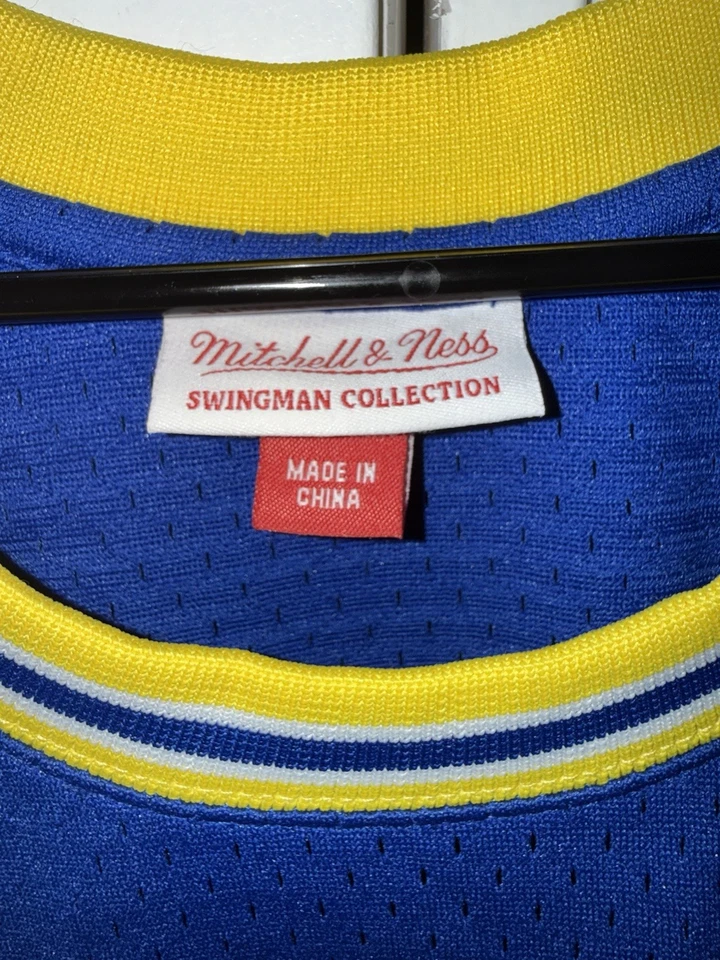 Mitchell & Ness
SWINGMAN COLLECTION
MADE IN
CHINA